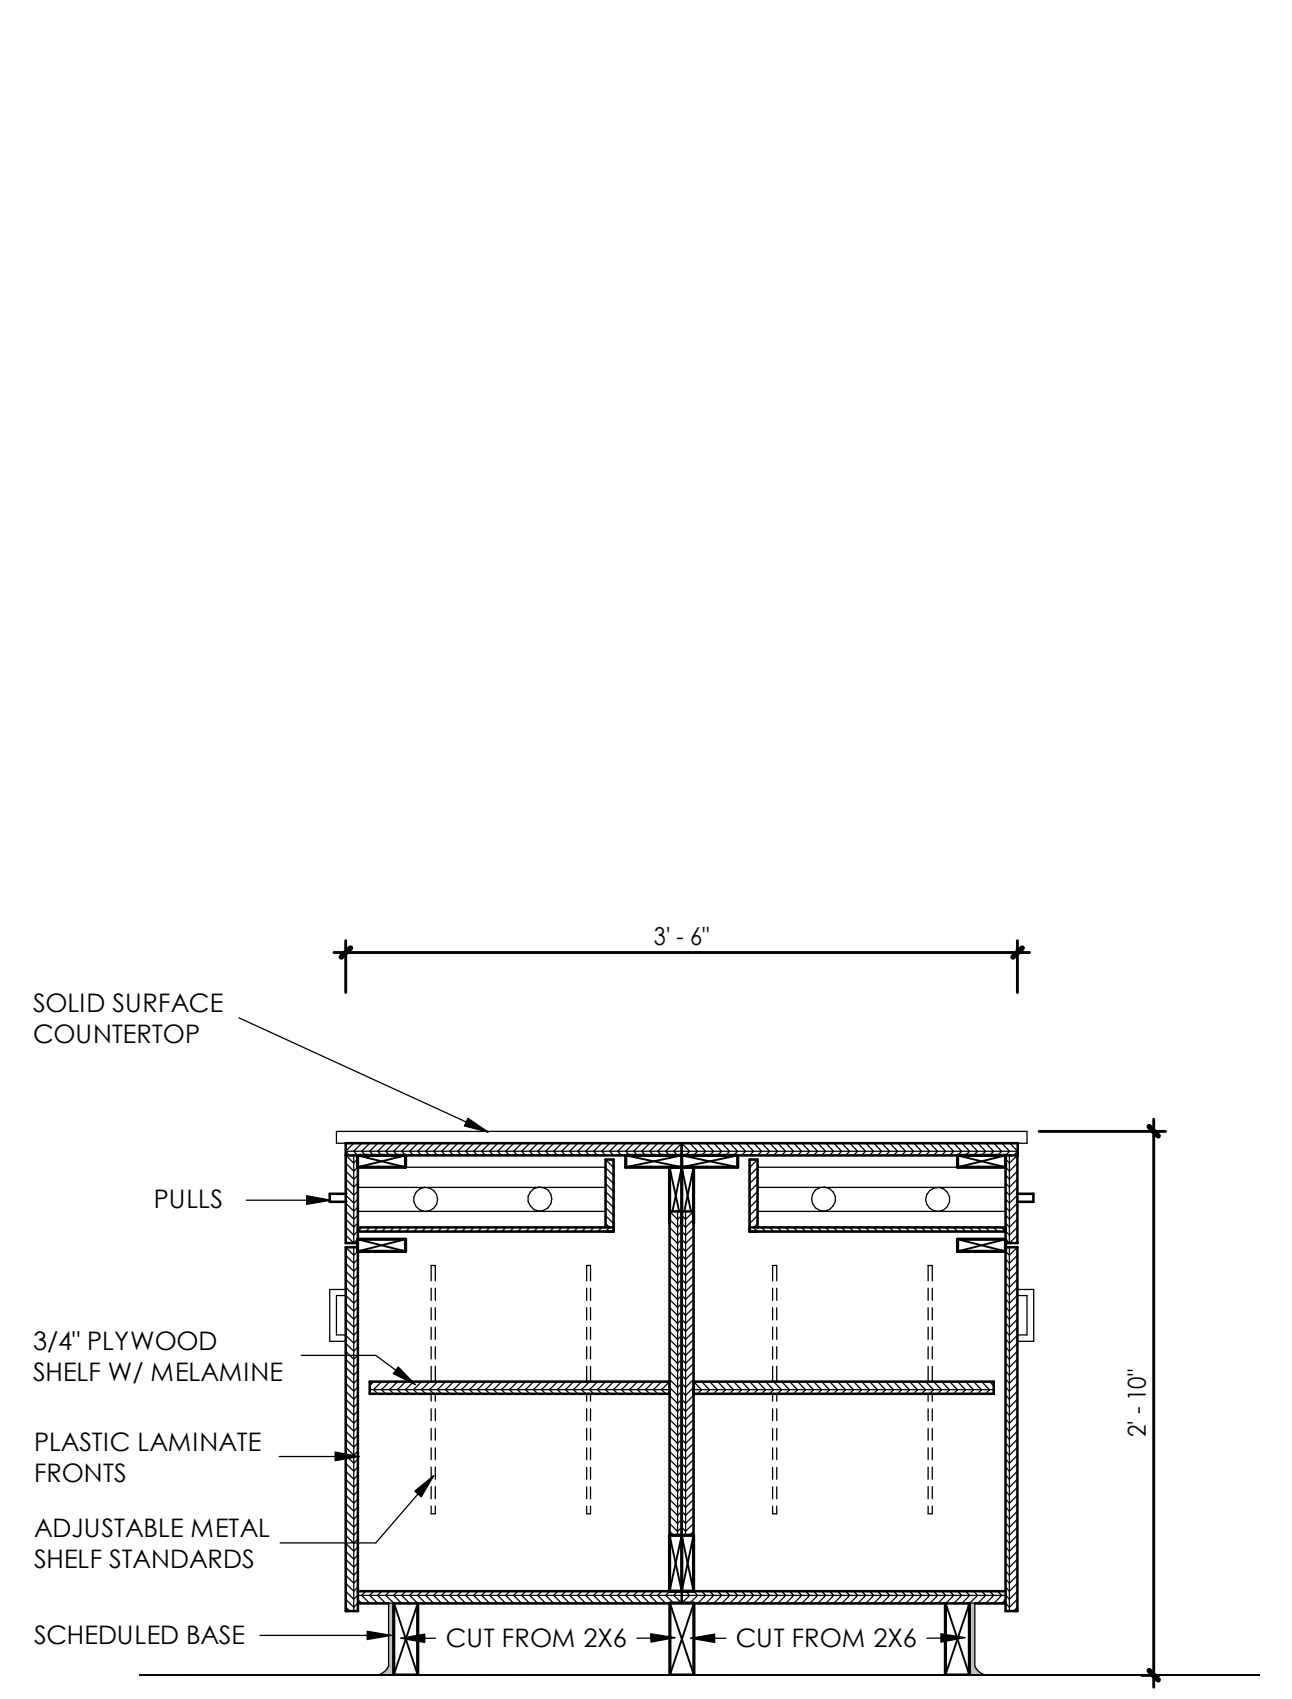 3' - 6"
SOLID SURFACE
COUNTERTOP
PULLS
3/4" PLYWOOD
SHELF W/ MELAMINE
2' - 10"
PLASTIC LAMINATE
FRONTS
ADJUSTABLE METAL
SHELF STANDARDS
SCHEDULED BASE
CUT FROM 2X6
CUT FROM 2X6